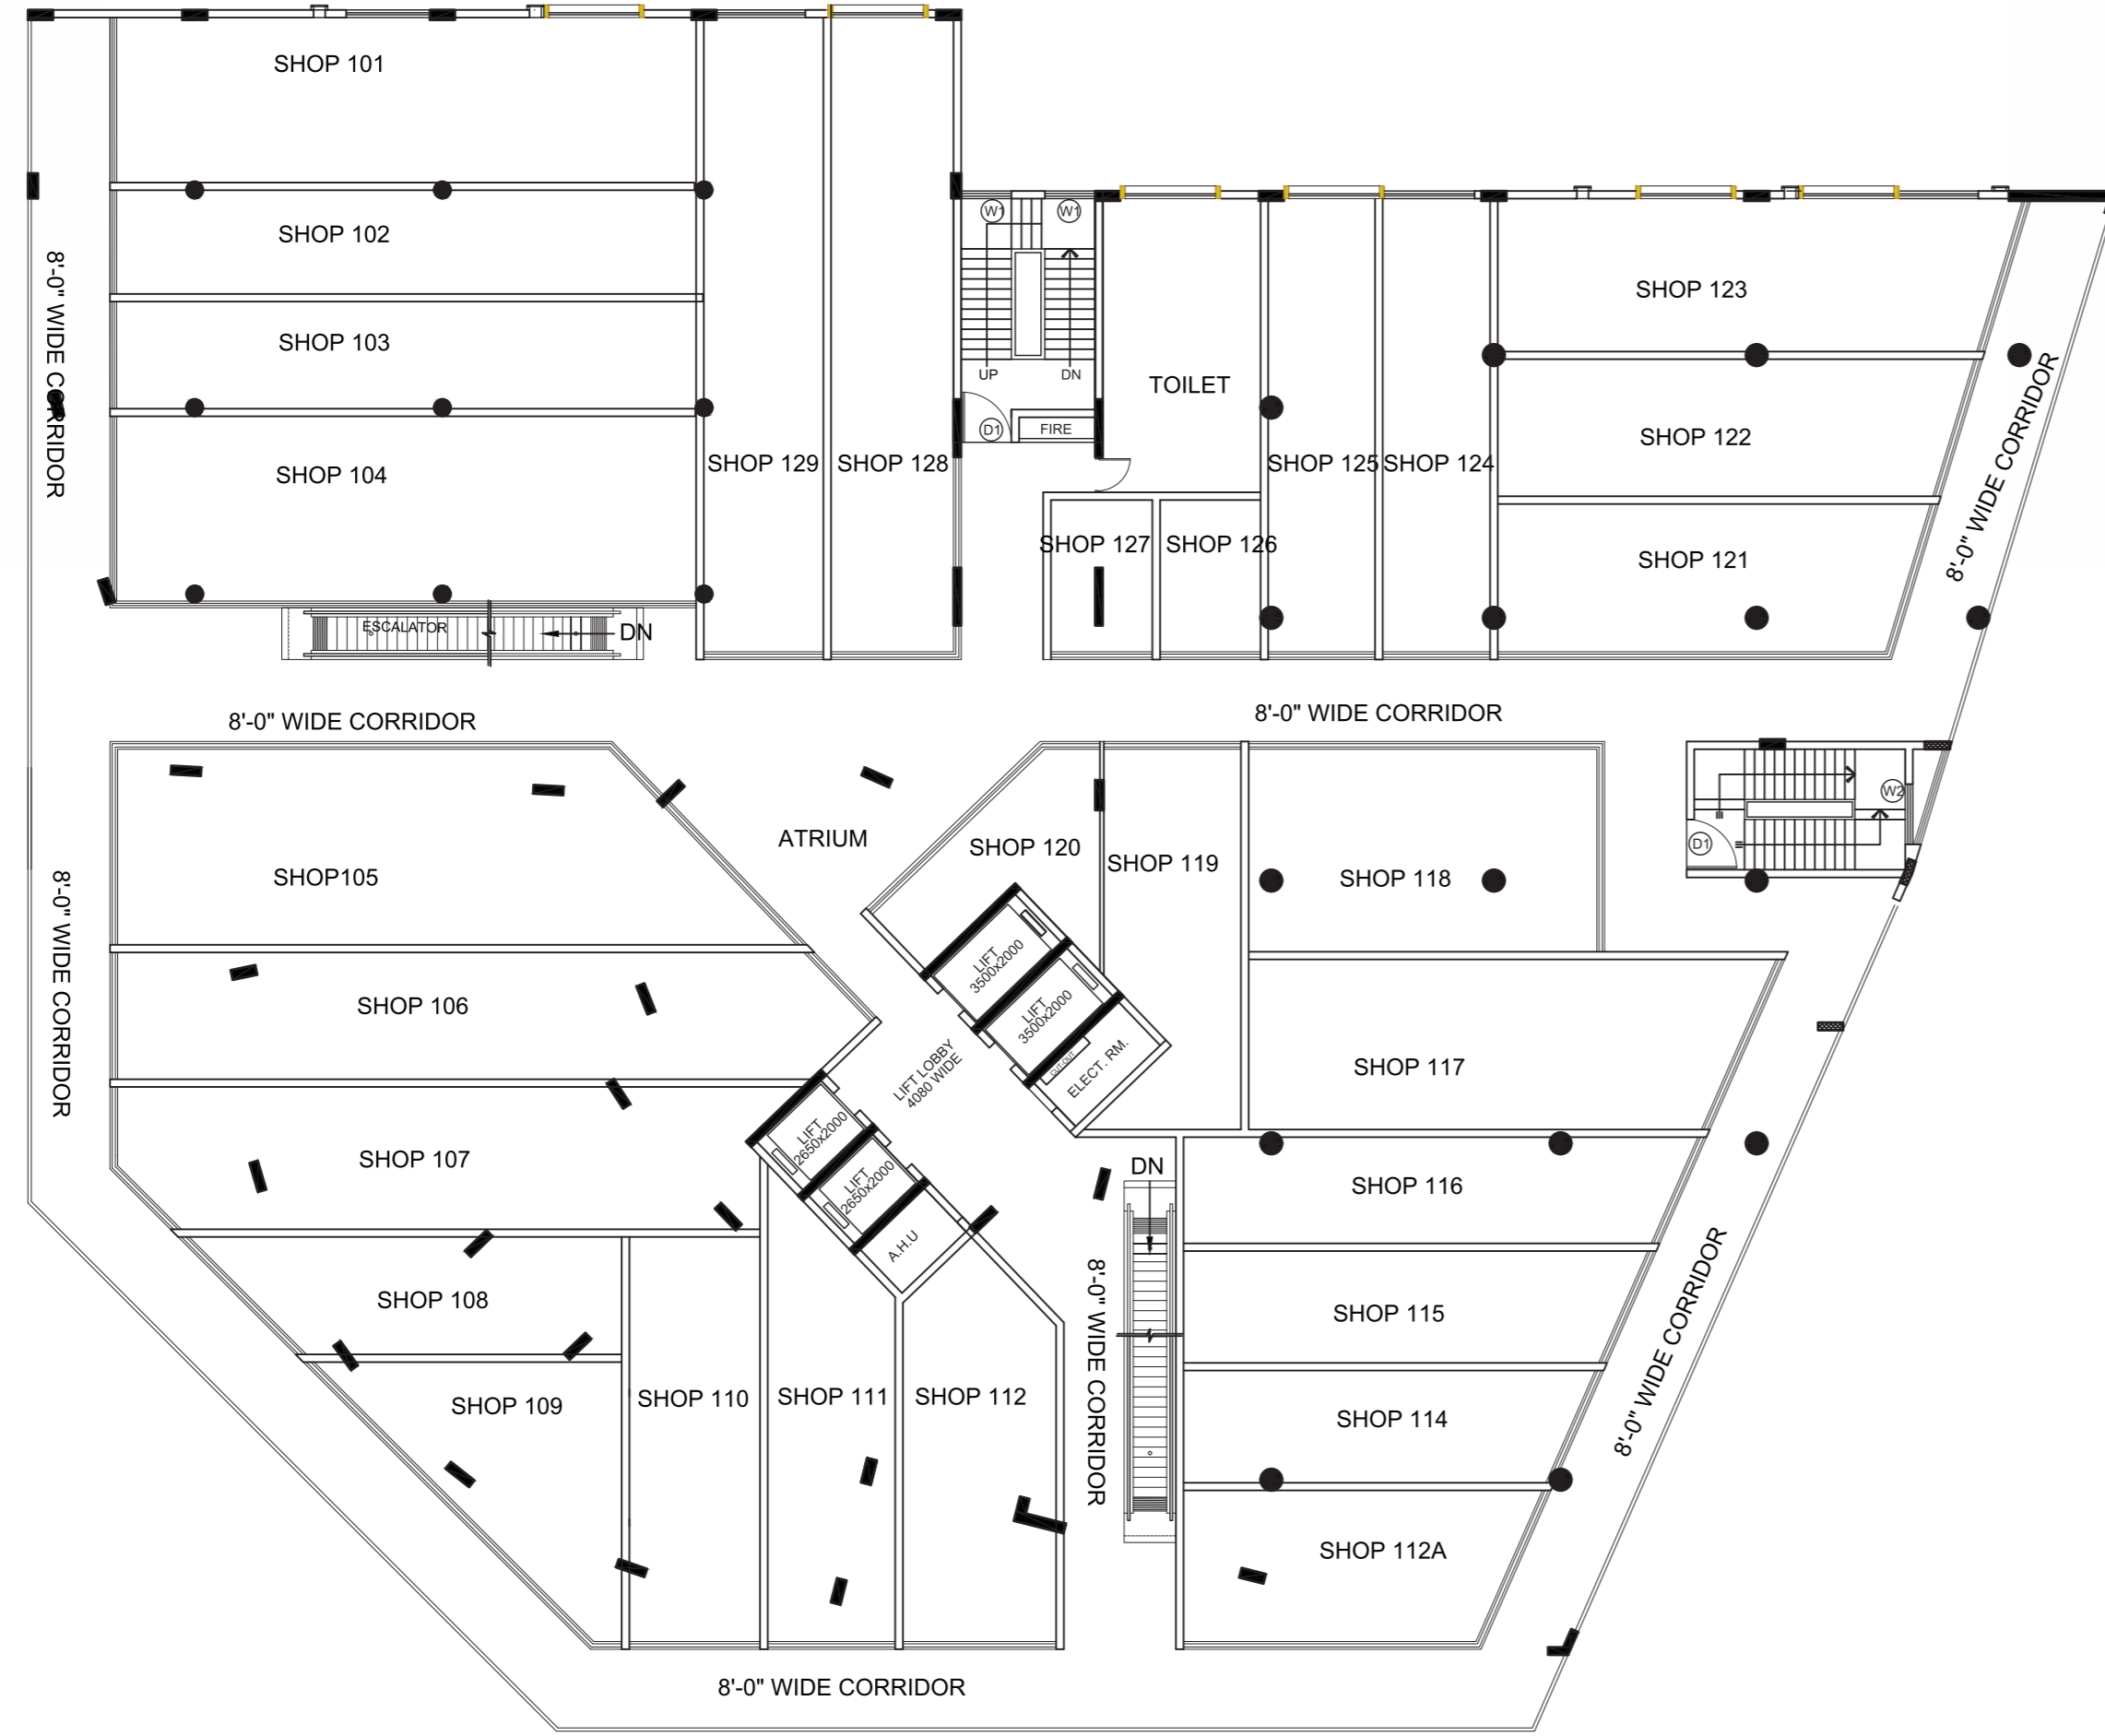 SHOP 101
SHOP 102
SHOP 103
SHOP 104
8'-0" WIDE CORRIDOR
SHOP 129
SHOP 128
W1
W1
UP
DN
D1
FIRE
TOILET
SHOP 127
SHOP 126
SHOP 125
SHOP 124
SHOP 123
SHOP 122
SHOP 121
8'-0" WIDE CORRIDOR
ESCALATOR
DN
8'-0" WIDE CORRIDOR
8'-0" WIDE CORRIDOR
ATRIUM
SHOP105
SHOP 106
SHOP 107
8'-0" WIDE CORRIDOR
SHOP 120
SHOP 119
SHOP 118
W2
D1
LIFT
3500x2000
LIFT
3500x2000
CUTOUT
ELECT. RM.
LIFT LOBBY
4080 WIDE
LIFT
2650x2000
LIFT
2650x2000
A.H.U
SHOP 117
SHOP 116
SHOP 115
SHOP 114
SHOP 112A
DN
8'-0" WIDE CORRIDOR
8'-0" WIDE CORRIDOR
SHOP 108
SHOP 109
SHOP 110
SHOP 111
SHOP 112
8'-0" WIDE CORRIDOR